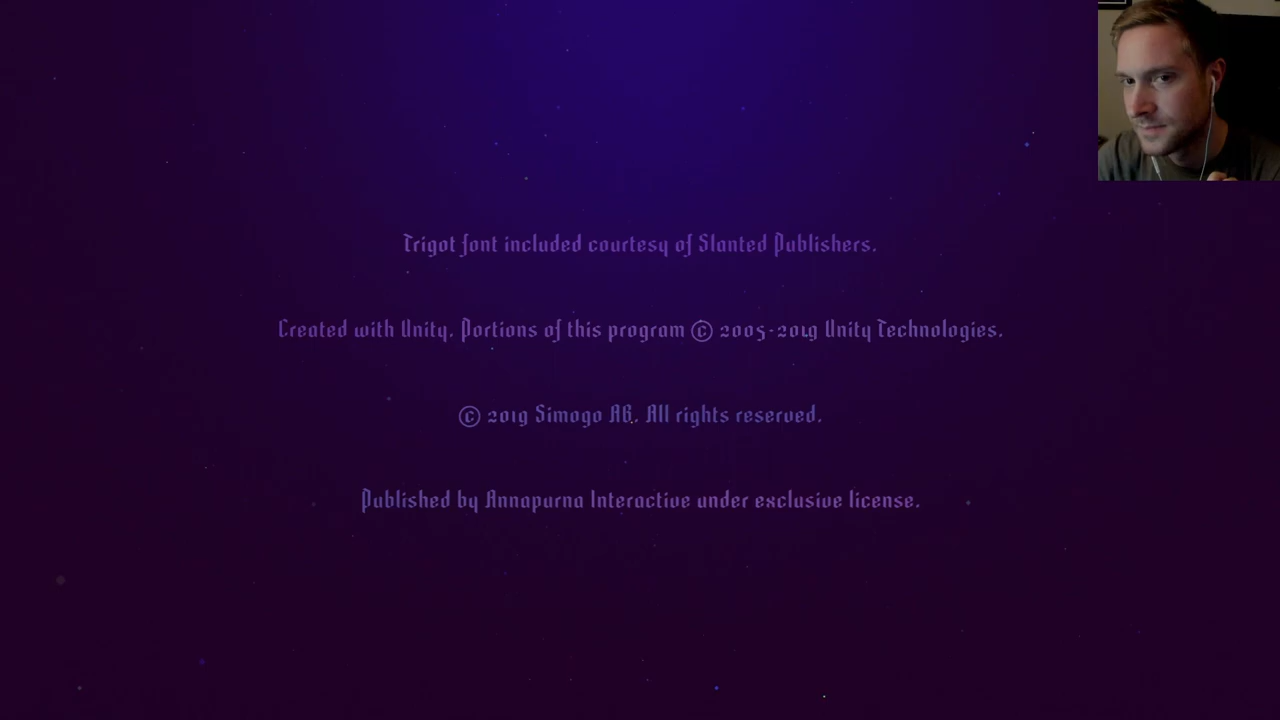 Trigot font included courtesy of Slanted Publishers.
Created with Unity. Portions of this program © 2005-2019 Unity Technologies.
© 2019 Simogo AB. All rights reserved.
Published by Annapurna Interactive under exclusive license.